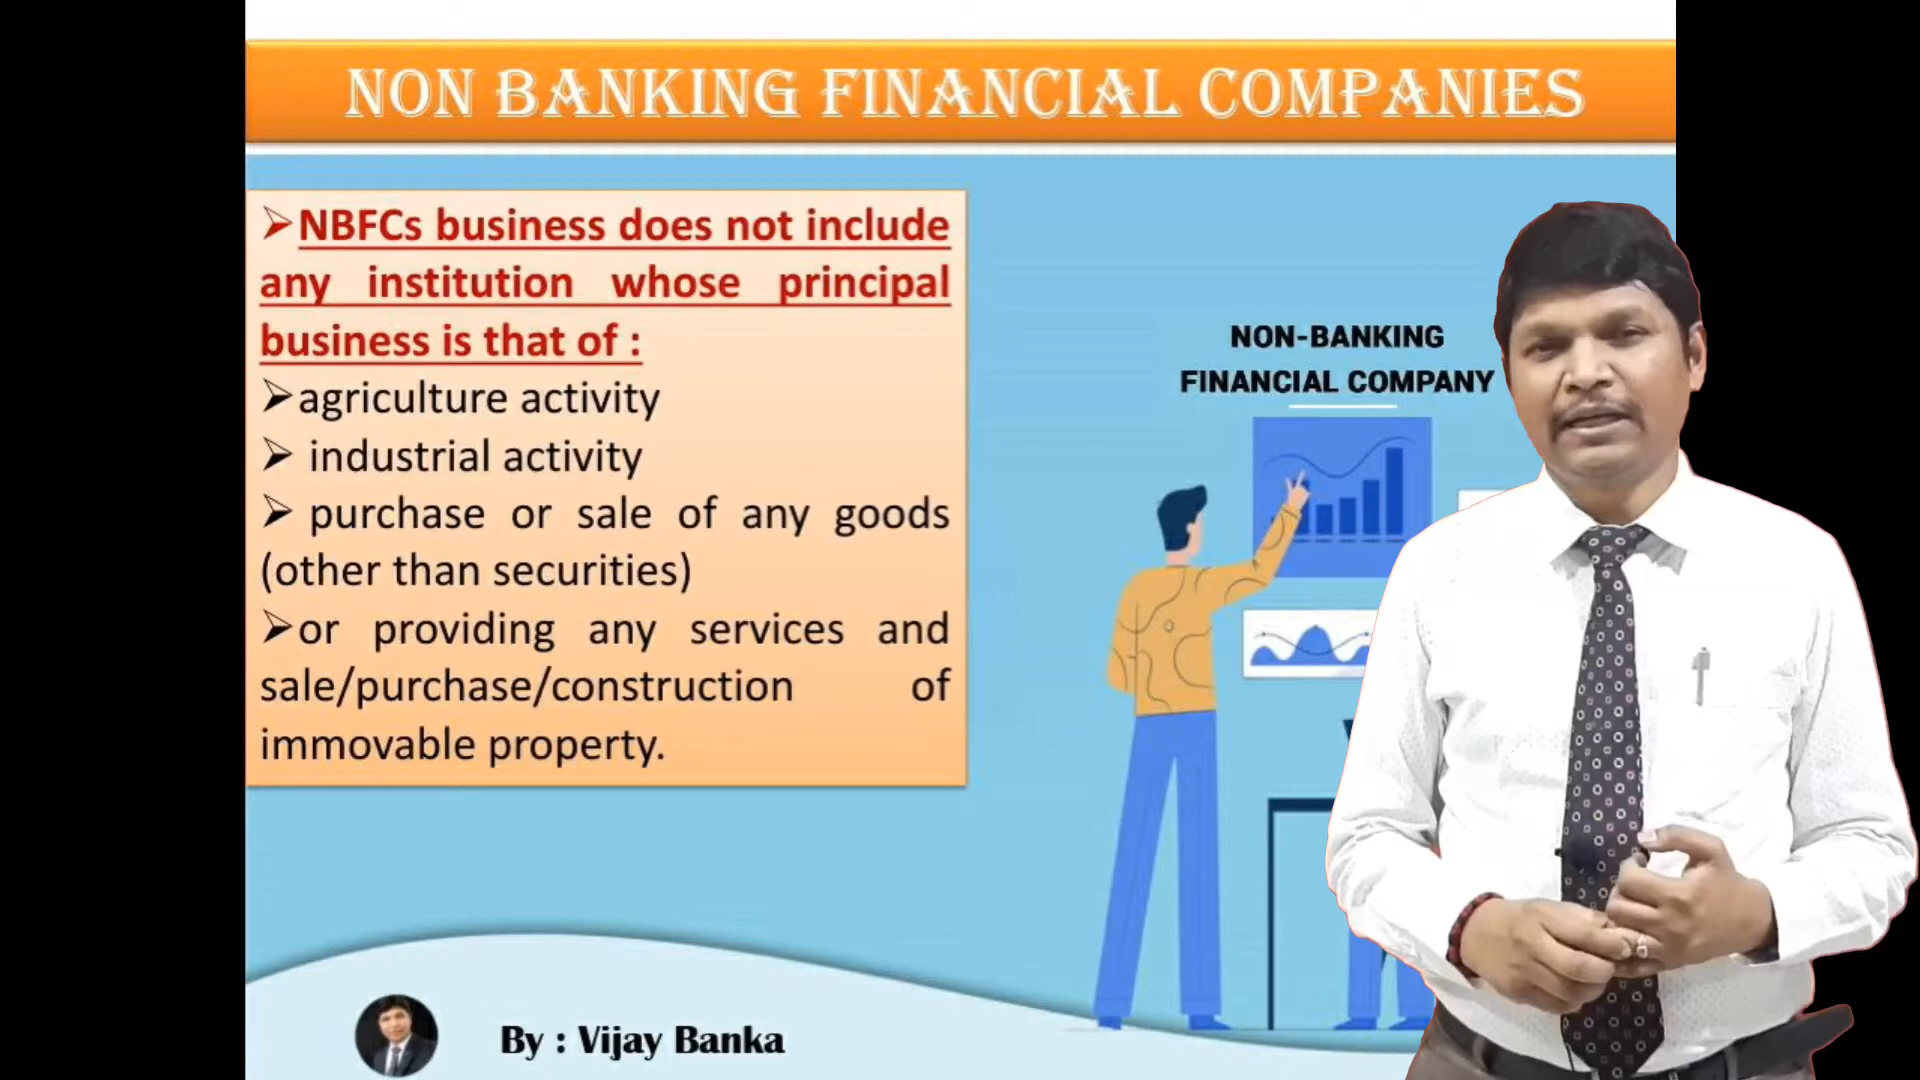 NON BANKING FINANCIAL COMPANIES
➢NBFCs business does not include
any institution whose principal
business is that of :
➢agriculture activity
➢ industrial activity
➢ purchase or sale of any goods
(other than securities)
➢or providing any services and
sale/purchase/construction of
immovable property.
NON-BANKING
FINANCIAL COMPANY
By : Vijay Banka